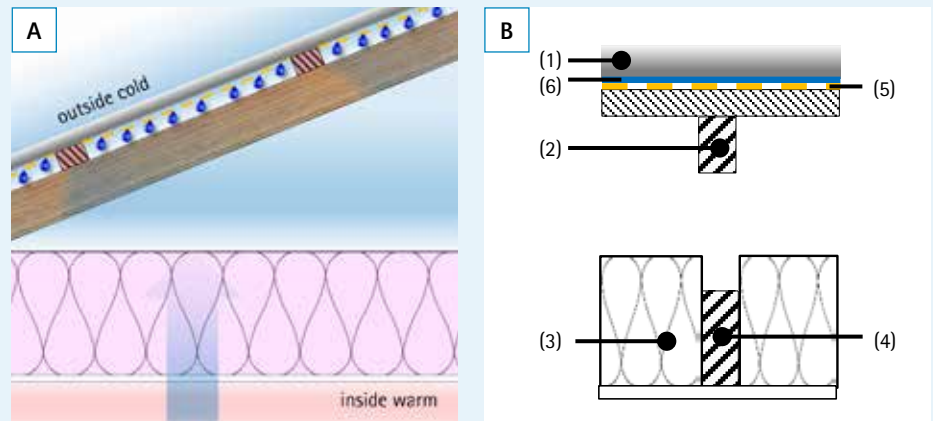 A
outside cold
inside warm
B
(1)
(6)
(5)
(2)
(3)
(4)